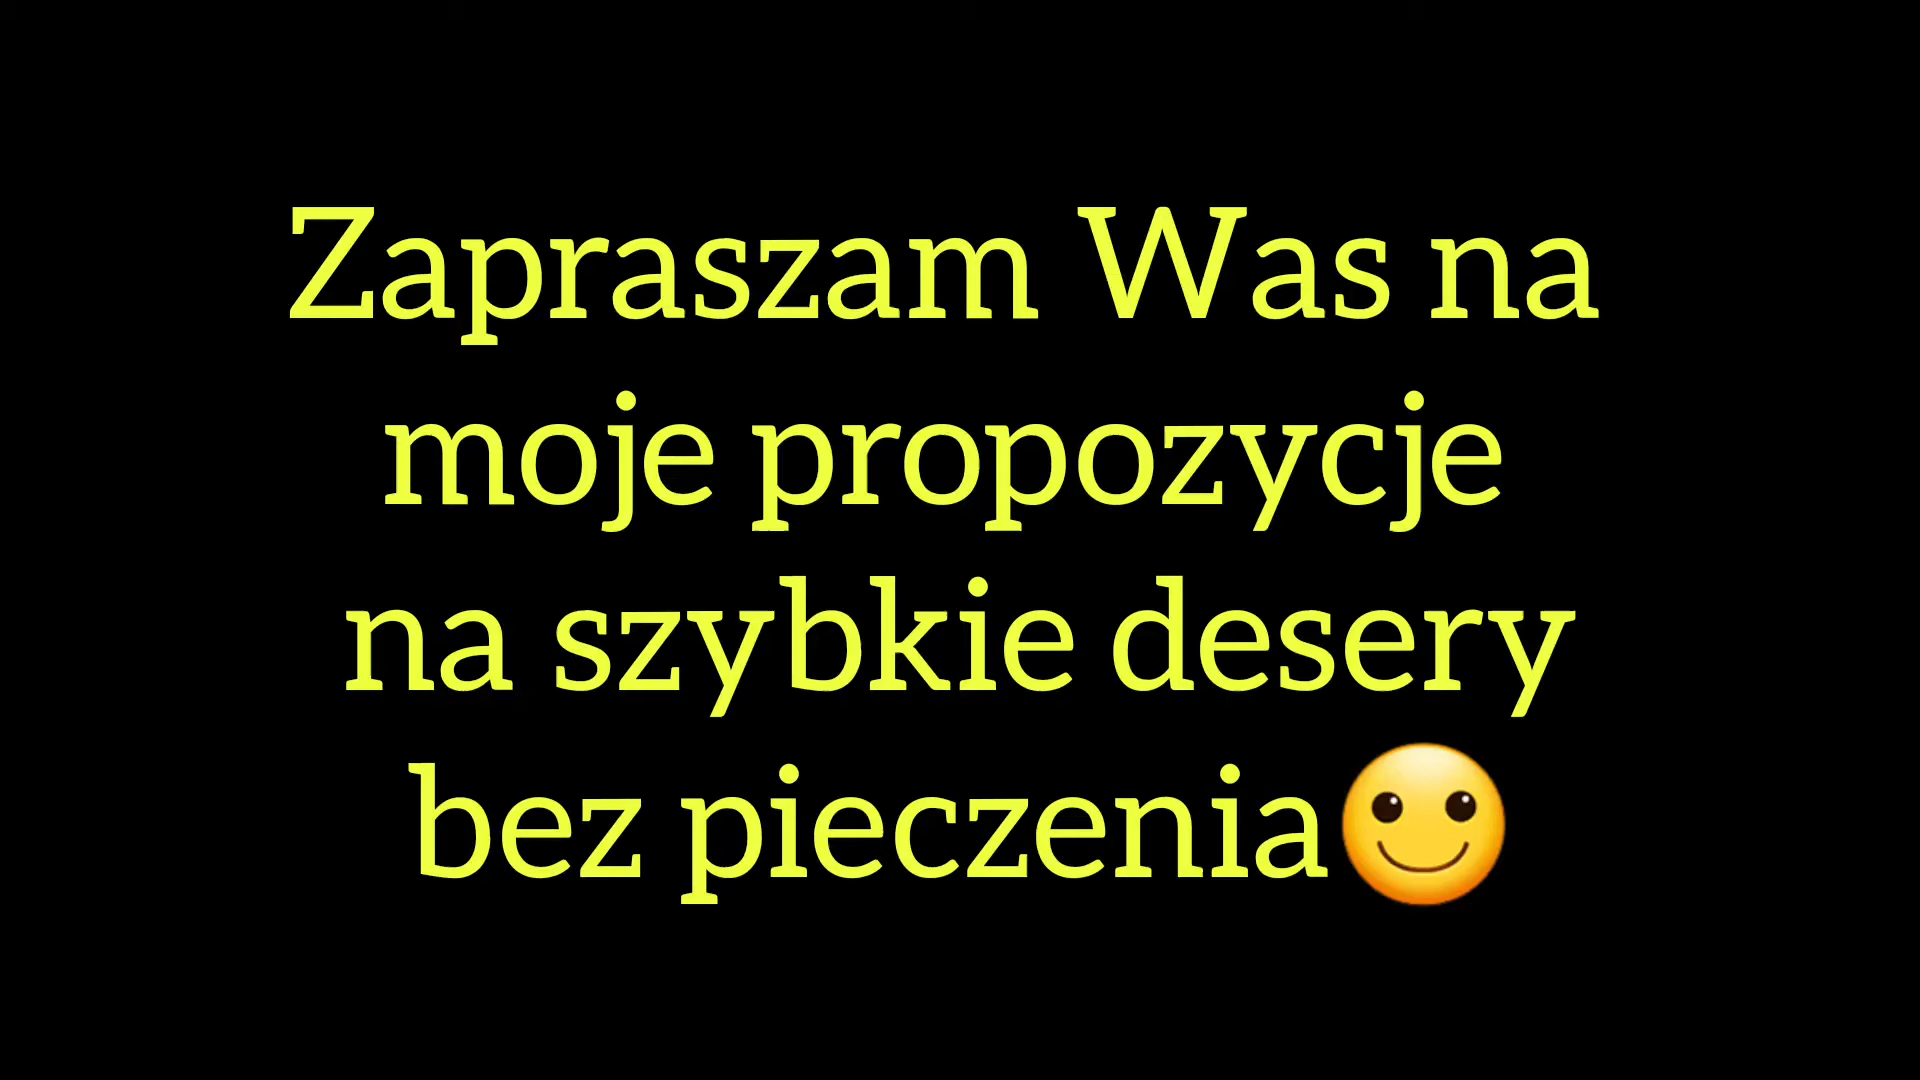 Zapraszam Was na
moje propozycje
na szybkie desery
bez pieczenia🙂